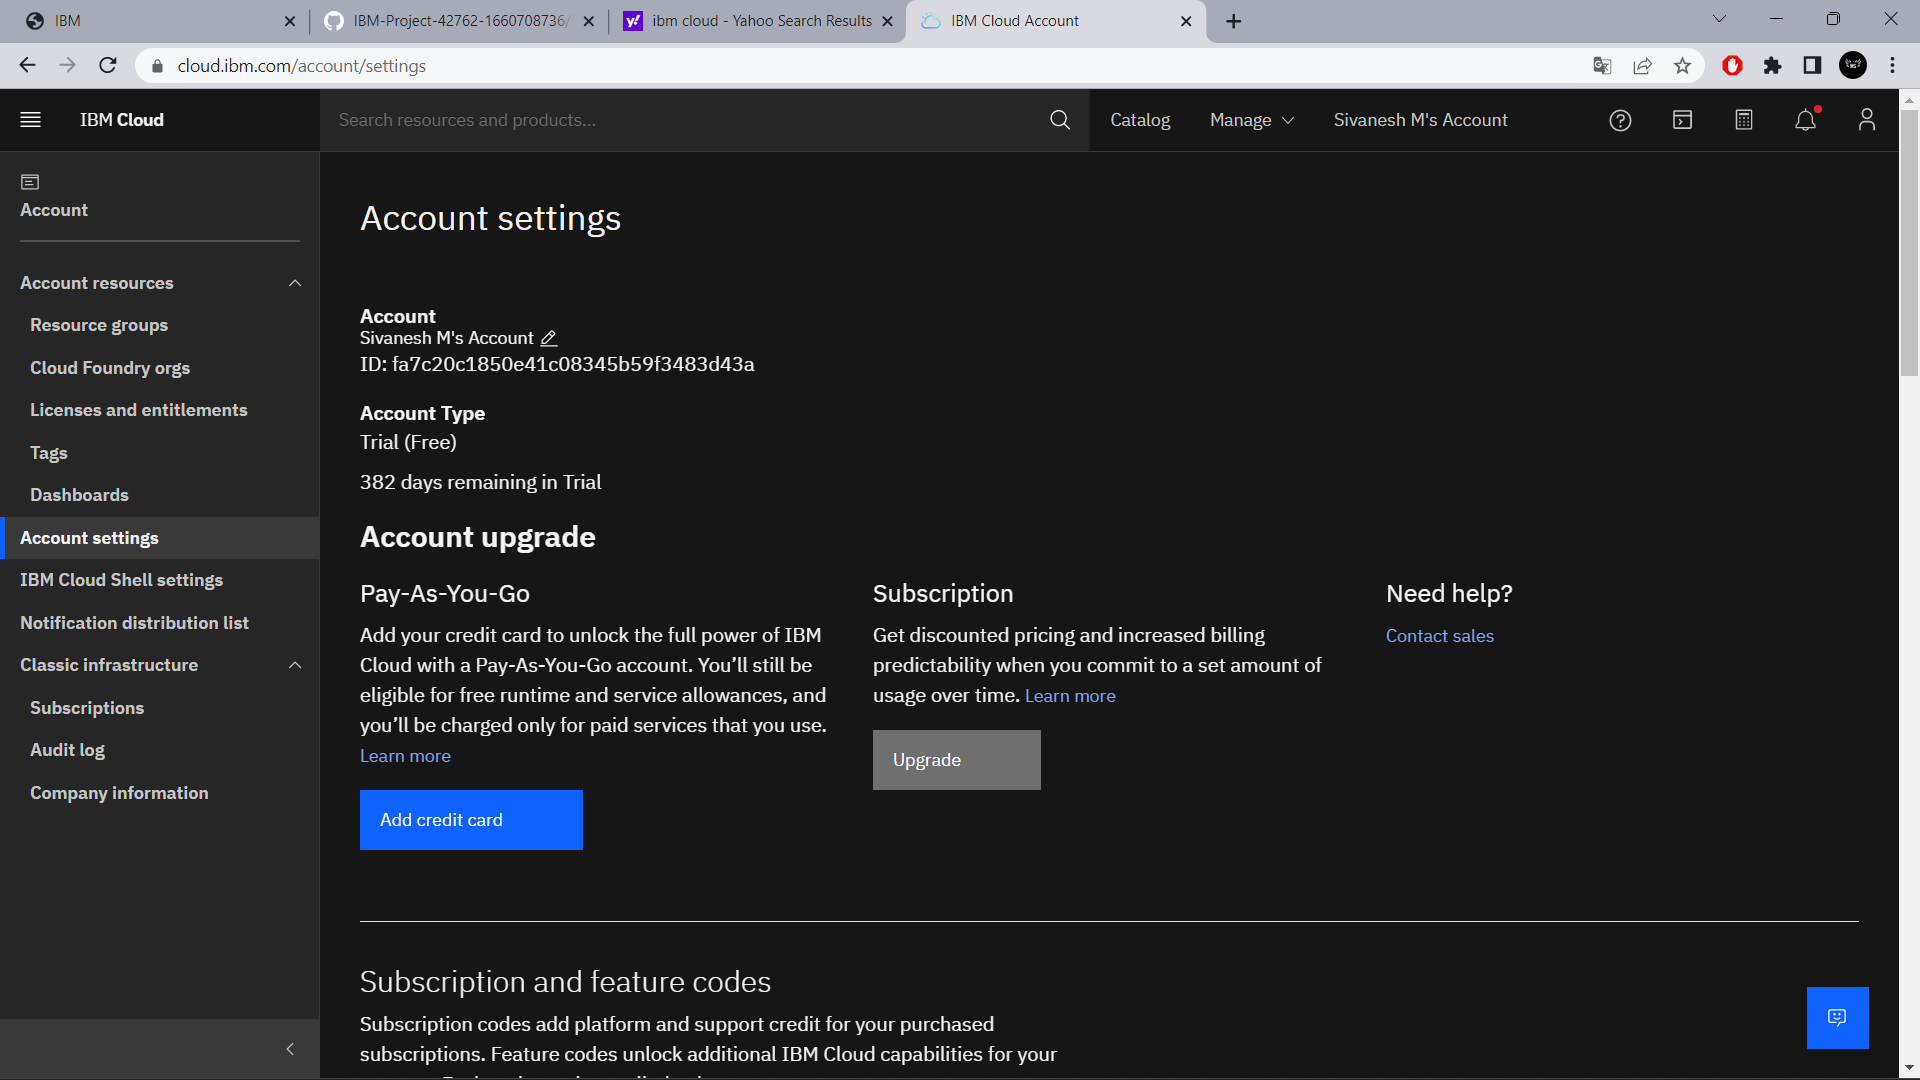 IBM
IBM-Project-42762-1660708736/
ibm cloud - Yahoo Search Results
IBM Cloud Account
cloud.ibm.com/account/settings
IBM Cloud
Search resources and products...
Catalog
Manage
Sivanesh M's Account
Account
Account resources
Resource groups
Cloud Foundry orgs
Licenses and entitlements
Tags
Dashboards
Account settings
IBM Cloud Shell settings
Notification distribution list
Classic infrastructure
Subscriptions
Audit log
Company information
Account settings
Account
Sivanesh M's Account
ID: fa7c20c1850e41c08345b59f3483d43a
Account Type
Trial (Free)
382 days remaining in Trial
Account upgrade
Pay-As-You-Go
Add your credit card to unlock the full power of IBM
Cloud with a Pay-As-You-Go account. You’ll still be
eligible for free runtime and service allowances, and
you’ll be charged only for paid services that you use.
Learn more
Add credit card
Subscription
Get discounted pricing and increased billing
predictability when you commit to a set amount of
usage over time. Learn more
Upgrade
Need help?
Contact sales
Subscription and feature codes
Subscription codes add platform and support credit for your purchased
subscriptions. Feature codes unlock additional IBM Cloud capabilities for your